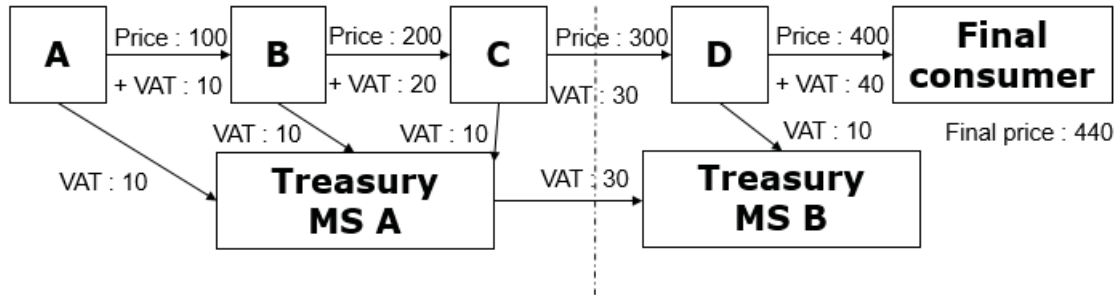 A
Price : 100
+ VAT : 10
B
Price : 200
+ VAT : 20
C
Price : 300
VAT : 30
D
Price : 400
+ VAT : 40
Final
consumer
VAT : 10
VAT : 10
VAT : 10
VAT : 10
Final price : 440
Treasury
MS A
VAT : 30
Treasury
MS B